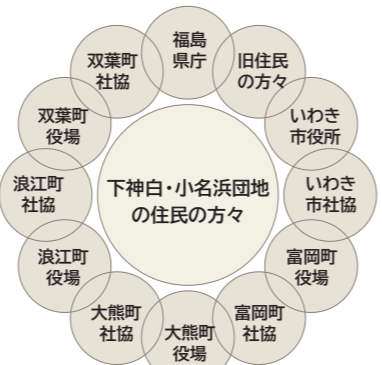 福島
県庁
旧住民
の方々
いわき
市役所
いわき
市社協
富岡町
役場
富岡町
社協
大熊町
役場
大熊町
社協
浪江町
役場
浪江町
社協
双葉町
役場
双葉町
社協
下神白・小名浜団地
の住民の方々